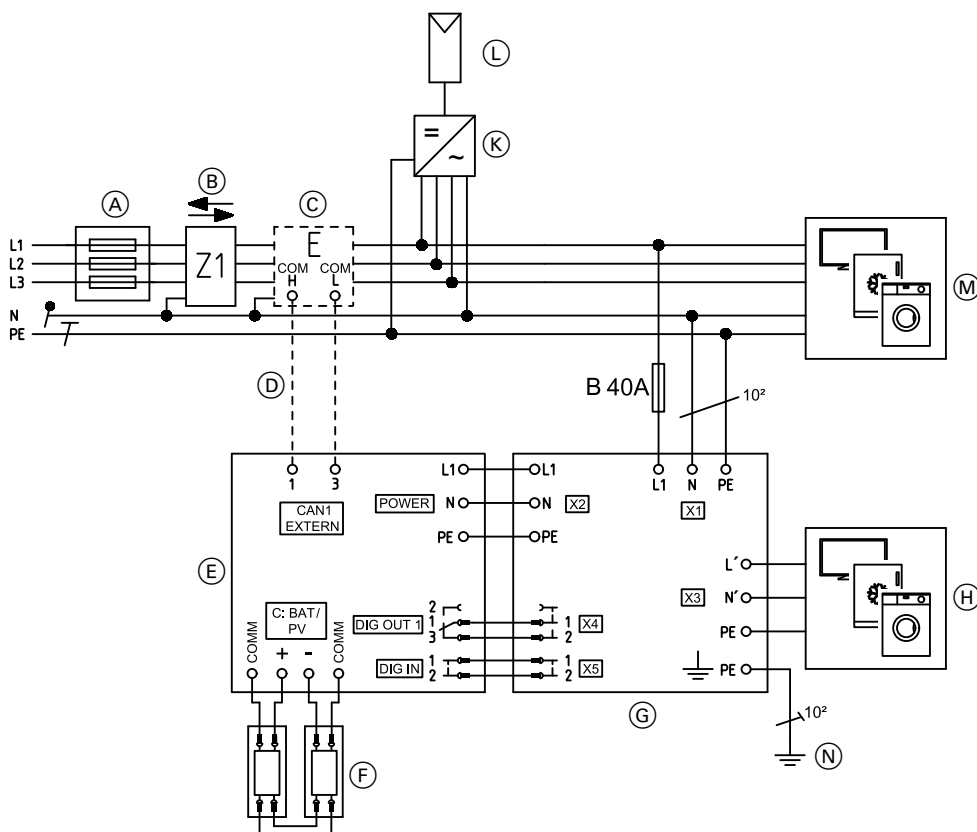 L
=
~
K
A
B
C
L1
L2
L3
N
PE
Z1
E
COM COM
H L
N
M
D
B 40A
10²
1 3
CAN1
EXTERN
POWER
L1 L1
N N
PE PE
X2
L1 N PE
X1
E
C: BAT/
PV
COMM + - COMM
DIG OUT 1
2
1 1
3 2
X4
DIG IN
1 1
2 2
X5
L´
N´
PE
PE
X3
N
H
G
10²
N
F